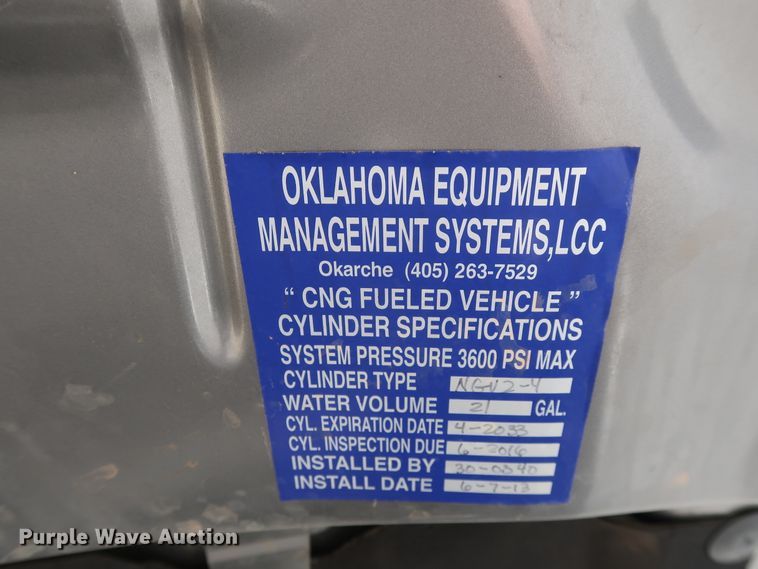 OKLAHOMA EQUIPMENT
MANAGEMENT SYSTEMS,LCC
Okarche (405) 263-7529
“ CNG FUELED VEHICLE ”
CYLINDER SPECIFICATIONS
SYSTEM PRESSURE 3600 PSI MAX
CYLINDER TYPE NGV2-4
WATER VOLUME 21 GAL.
CYL. EXPIRATION DATE 4-2033
CYL. INSPECTION DUE 6-2016
INSTALLED BY 30-0340
INSTALL DATE 6-7-13
Purple Wave Auction